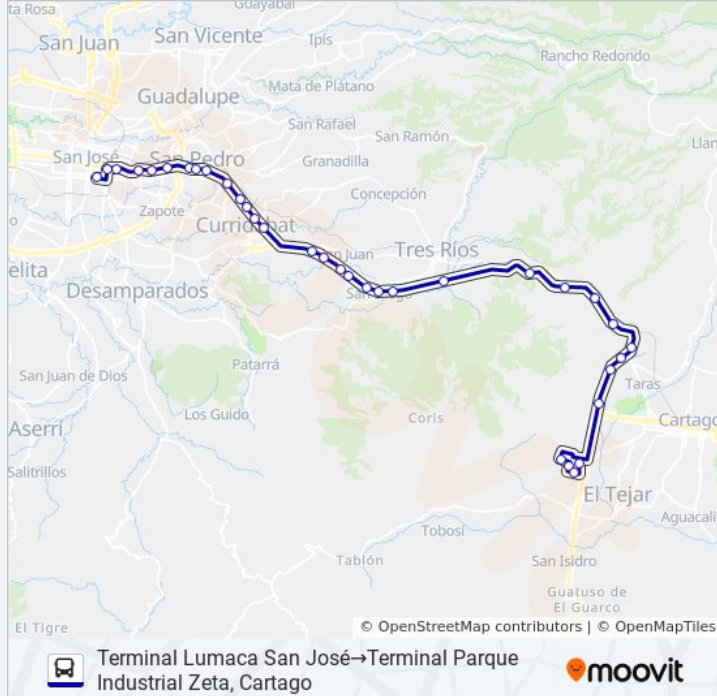 ta Rosa
Guayabal
San Juan
San Vicente
Ipís
Rancho Redondo
Mata de Plátano
Guadalupe
San Rafael
San Ramón
Llan
San José
San Pedro
Granadilla
Concepción
Zapote
Curridabat
San Juan
Tres Ríos
elita
Desamparados
Patarrá
San Juan de Dios
Taras
Los Guido
Coris
Cartago
Aserrí
Salitrillos
El Tejar
Tobosi
Aguacali
Tablón
San Isidro
Guatuso de
El Guarco
El Tigre
© OpenStreetMap contributors | © OpenMapTiles
Terminal Lumaca San José→Terminal Parque
Industrial Zeta, Cartago
moovit